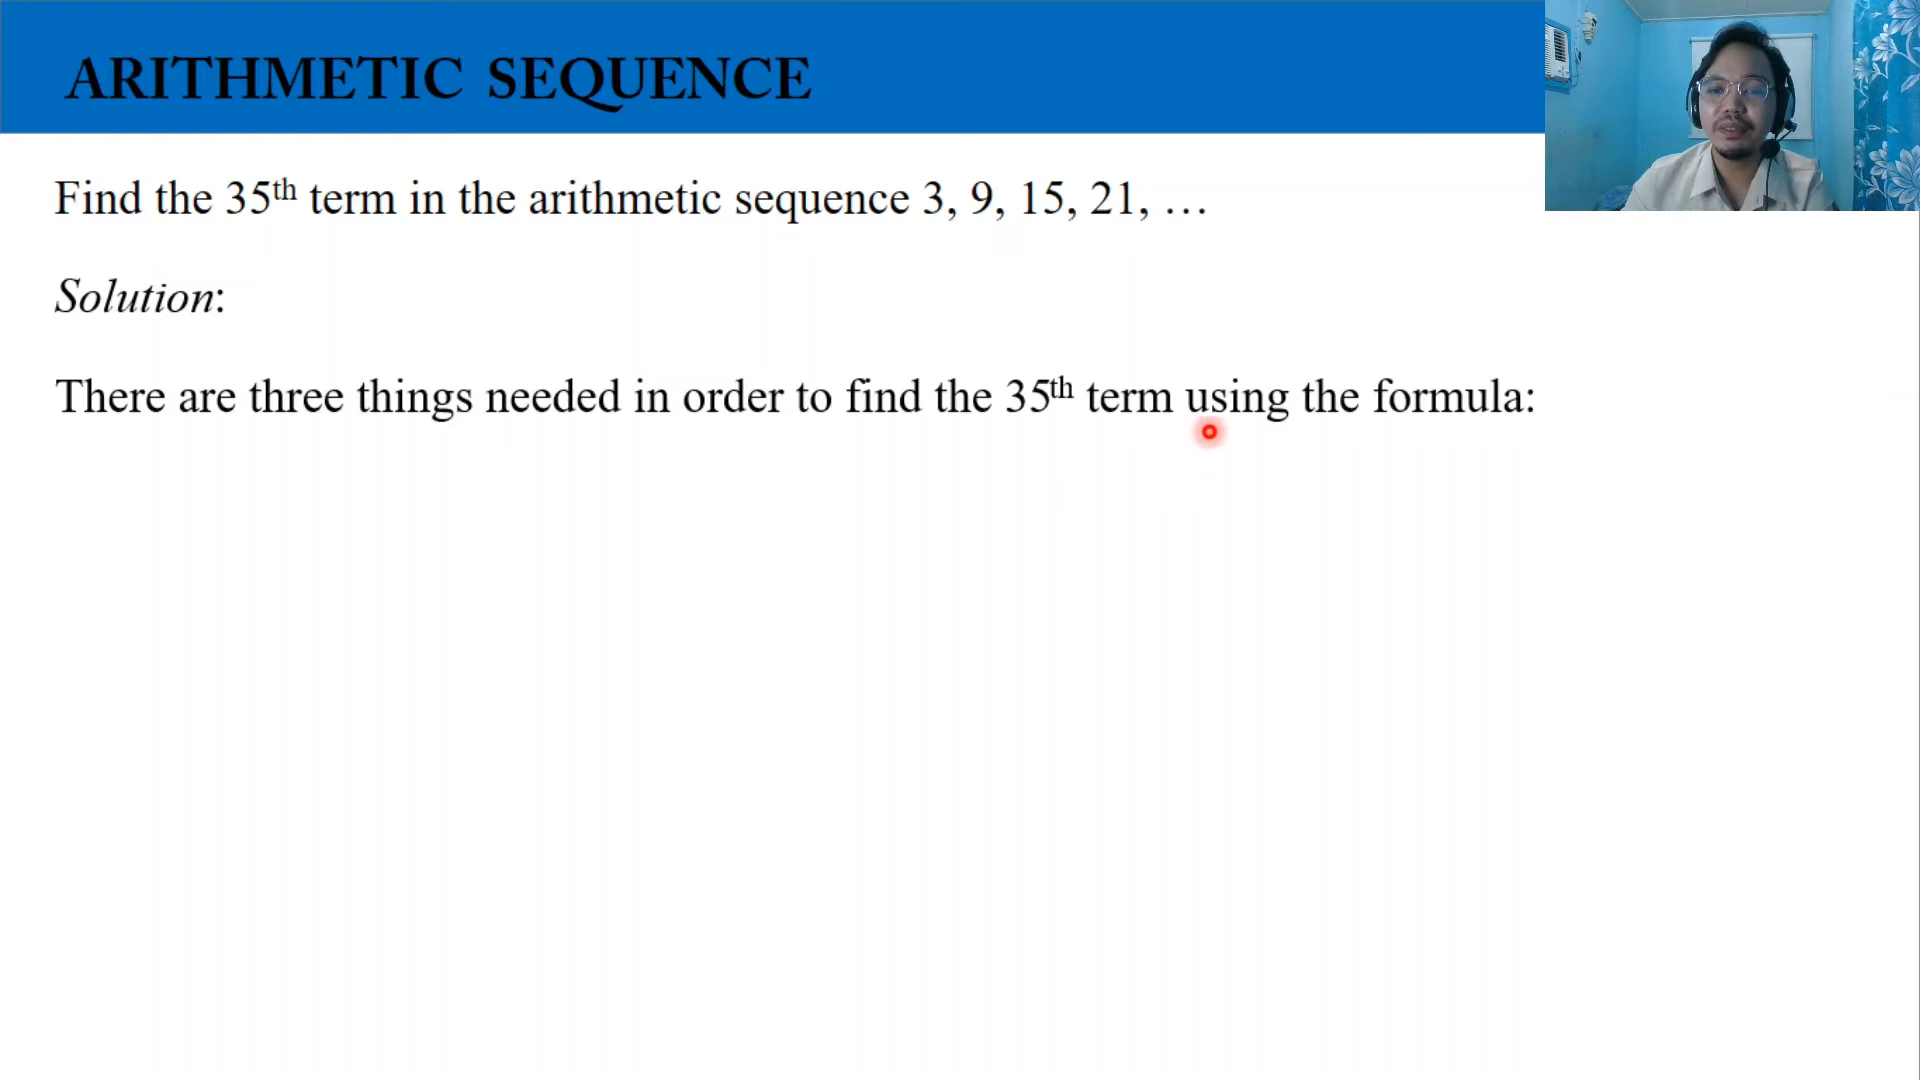 ARITHMETIC SEQUENCE
Find the 35th term in the arithmetic sequence 3, 9, 15, 21, …
Solution:
There are three things needed in order to find the 35th term using the formula: